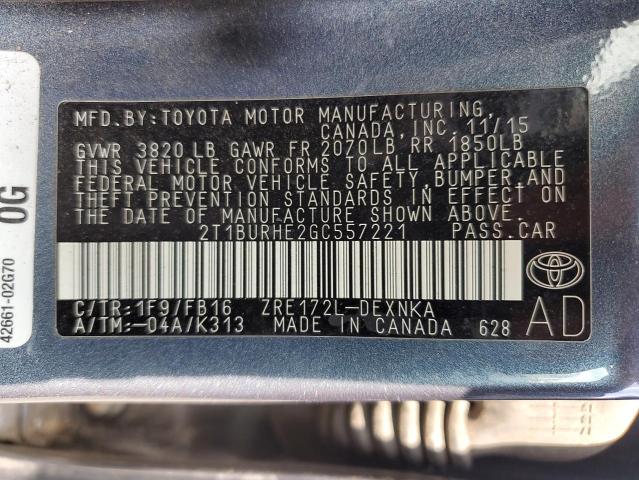 MFD.BY:TOYOTA MOTOR MANUFACTURING,
CANADA, INC. 11/15
GVWR 3820LB GAWR FR 2070LB RR 1850LB
THIS VEHICLE CONFORMS TO ALL APPLICABLE
FEDERAL MOTOR VEHICLE SAFETY, BUMPER, AND
THEFT PREVENTION STANDARDS IN EFFECT ON
THE DATE OF MANUFACTURE SHOWN ABOVE.
2T1BURHE2GC557221 PASS.CAR
C/TR:1F9/FB16 ZRE172L-DEXNKA
A/TM:-04A/K313 MADE IN CANADA 628
AD
42661-02G70
0G